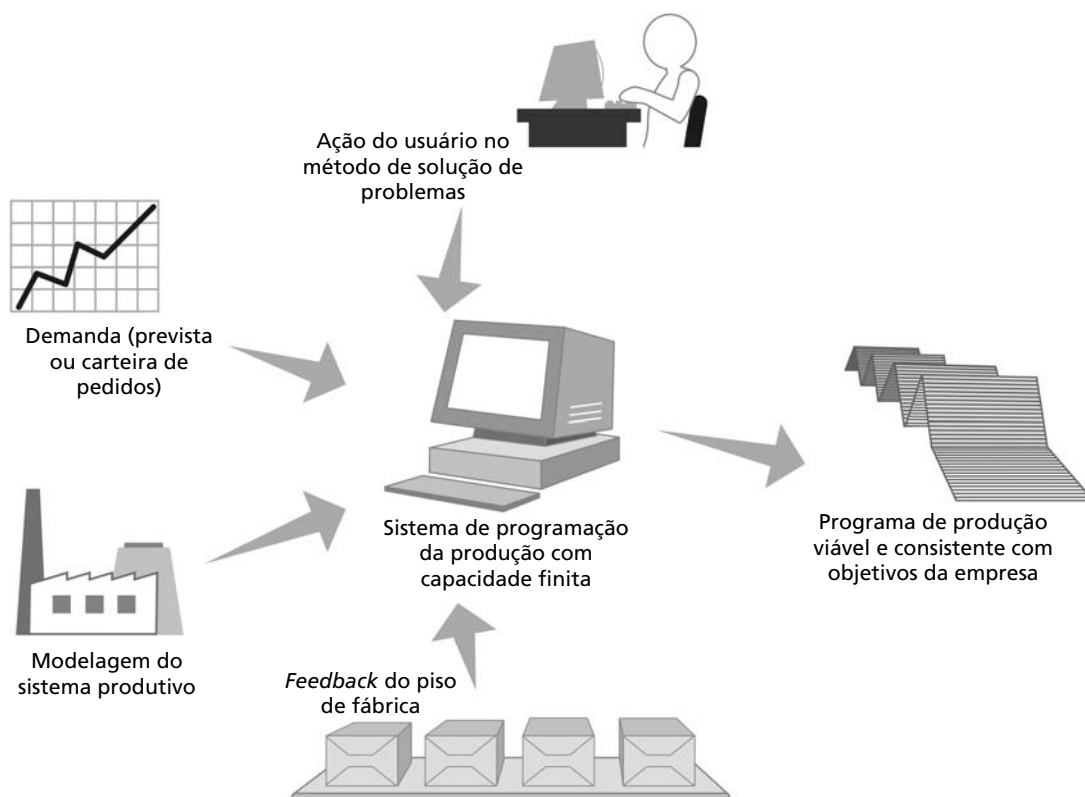 Ação do usuário no
método de solução de
problemas
Demanda (prevista
ou carteira de
pedidos)
Sistema de programação
da produção com
capacidade finita
Programa de produção
viável e consistente com
objetivos da empresa
Modelagem do
sistema produtivo
Feedback do piso
de fábrica